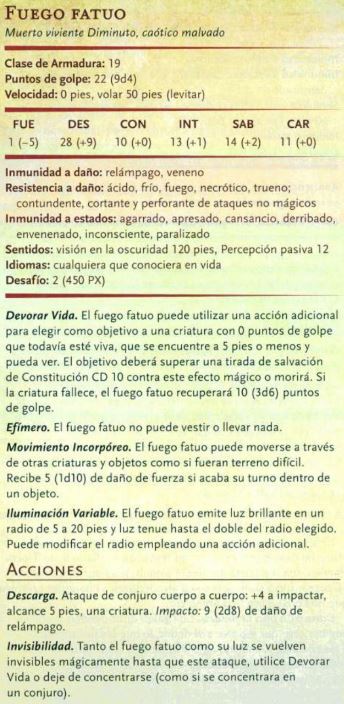 Fuego fatuo
Muerto viviente Diminuto, caótico malvado
Clase de Armadura: 19
Puntos de golpe: 22 (9d4)
Velocidad: 0 pies, volar 50 pies (levitar)
FUE DES CON INT SAB CAR
1 (−5) 28 (+9) 10 (+0) 13 (+1) 14 (+2) 11 (+0)
Inmunidad a daño: relámpago, veneno
Resistencia a daño: ácido, frío, fuego, necrótico, trueno;
contundente, cortante y perforante de ataques no mágicos
Inmunidad a estados: agarrado, apresado, cansancio, derribado,
envenenado, inconsciente, paralizado
Sentidos: visión en la oscuridad 120 pies, Percepción pasiva 12
Idiomas: cualquiera que conociera en vida
Desafío: 2 (450 PX)
Devorar Vida. El fuego fatuo puede utilizar una acción adicional
para elegir como objetivo a una criatura con 0 puntos de golpe
que todavía esté viva, que se encuentre a 5 pies o menos y
pueda ver. El objetivo deberá superar una tirada de salvación
de Constitución CD 10 contra este efecto mágico o morirá. Si
la criatura fallece, el fuego fatuo recuperará 10 (3d6) puntos
de golpe.
Efímero. El fuego fatuo no puede vestir o llevar nada.
Movimiento Incorpóreo. El fuego fatuo puede moverse a través
de otras criaturas y objetos como si fueran terreno difícil.
Recibe 5 (1d10) de daño de fuerza si acaba su turno dentro de
un objeto.
Iluminación Variable. El fuego fatuo emite luz brillante en un
radio de 5 a 20 pies y luz tenue hasta el doble del radio elegido.
Puede modificar el radio empleando una acción adicional.
Acciones
Descarga. Ataque de conjuro cuerpo a cuerpo: +4 a impactar,
alcance 5 pies, una criatura. Impacto: 9 (2d8) de daño de
relámpago.
Invisibilidad. Tanto el fuego fatuo como su luz se vuelven
invisibles mágicamente hasta que este ataque, utilice Devorar
Vida o deje de concentrarse (como si se concentrara en
un conjuro).